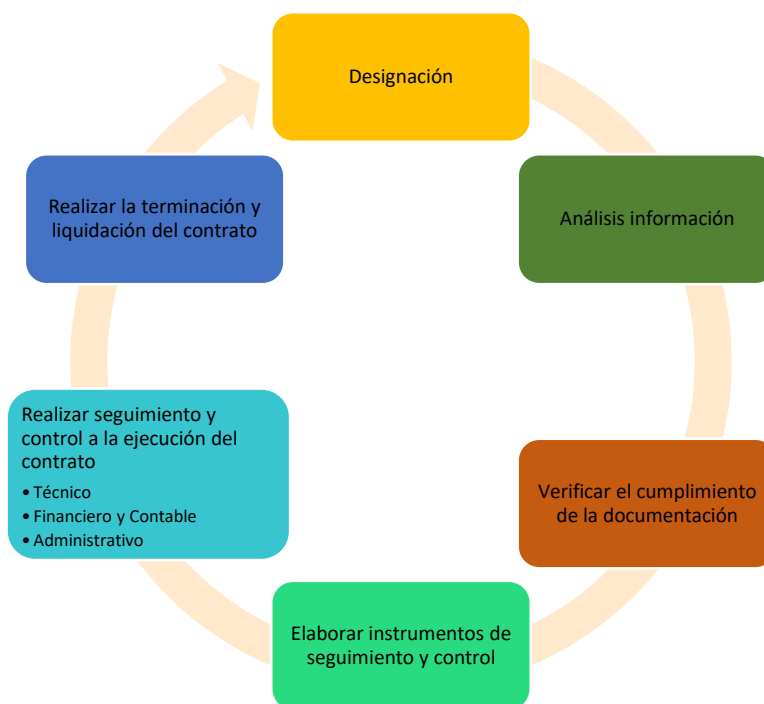 Designación
Análisis información
Verificar el cumplimiento
de la documentación
Elaborar instrumentos de
seguimiento y control
Realizar seguimiento y
control a la ejecución del
contrato
• Técnico
• Financiero y Contable
• Administrativo
Realizar la terminación y
liquidación del contrato